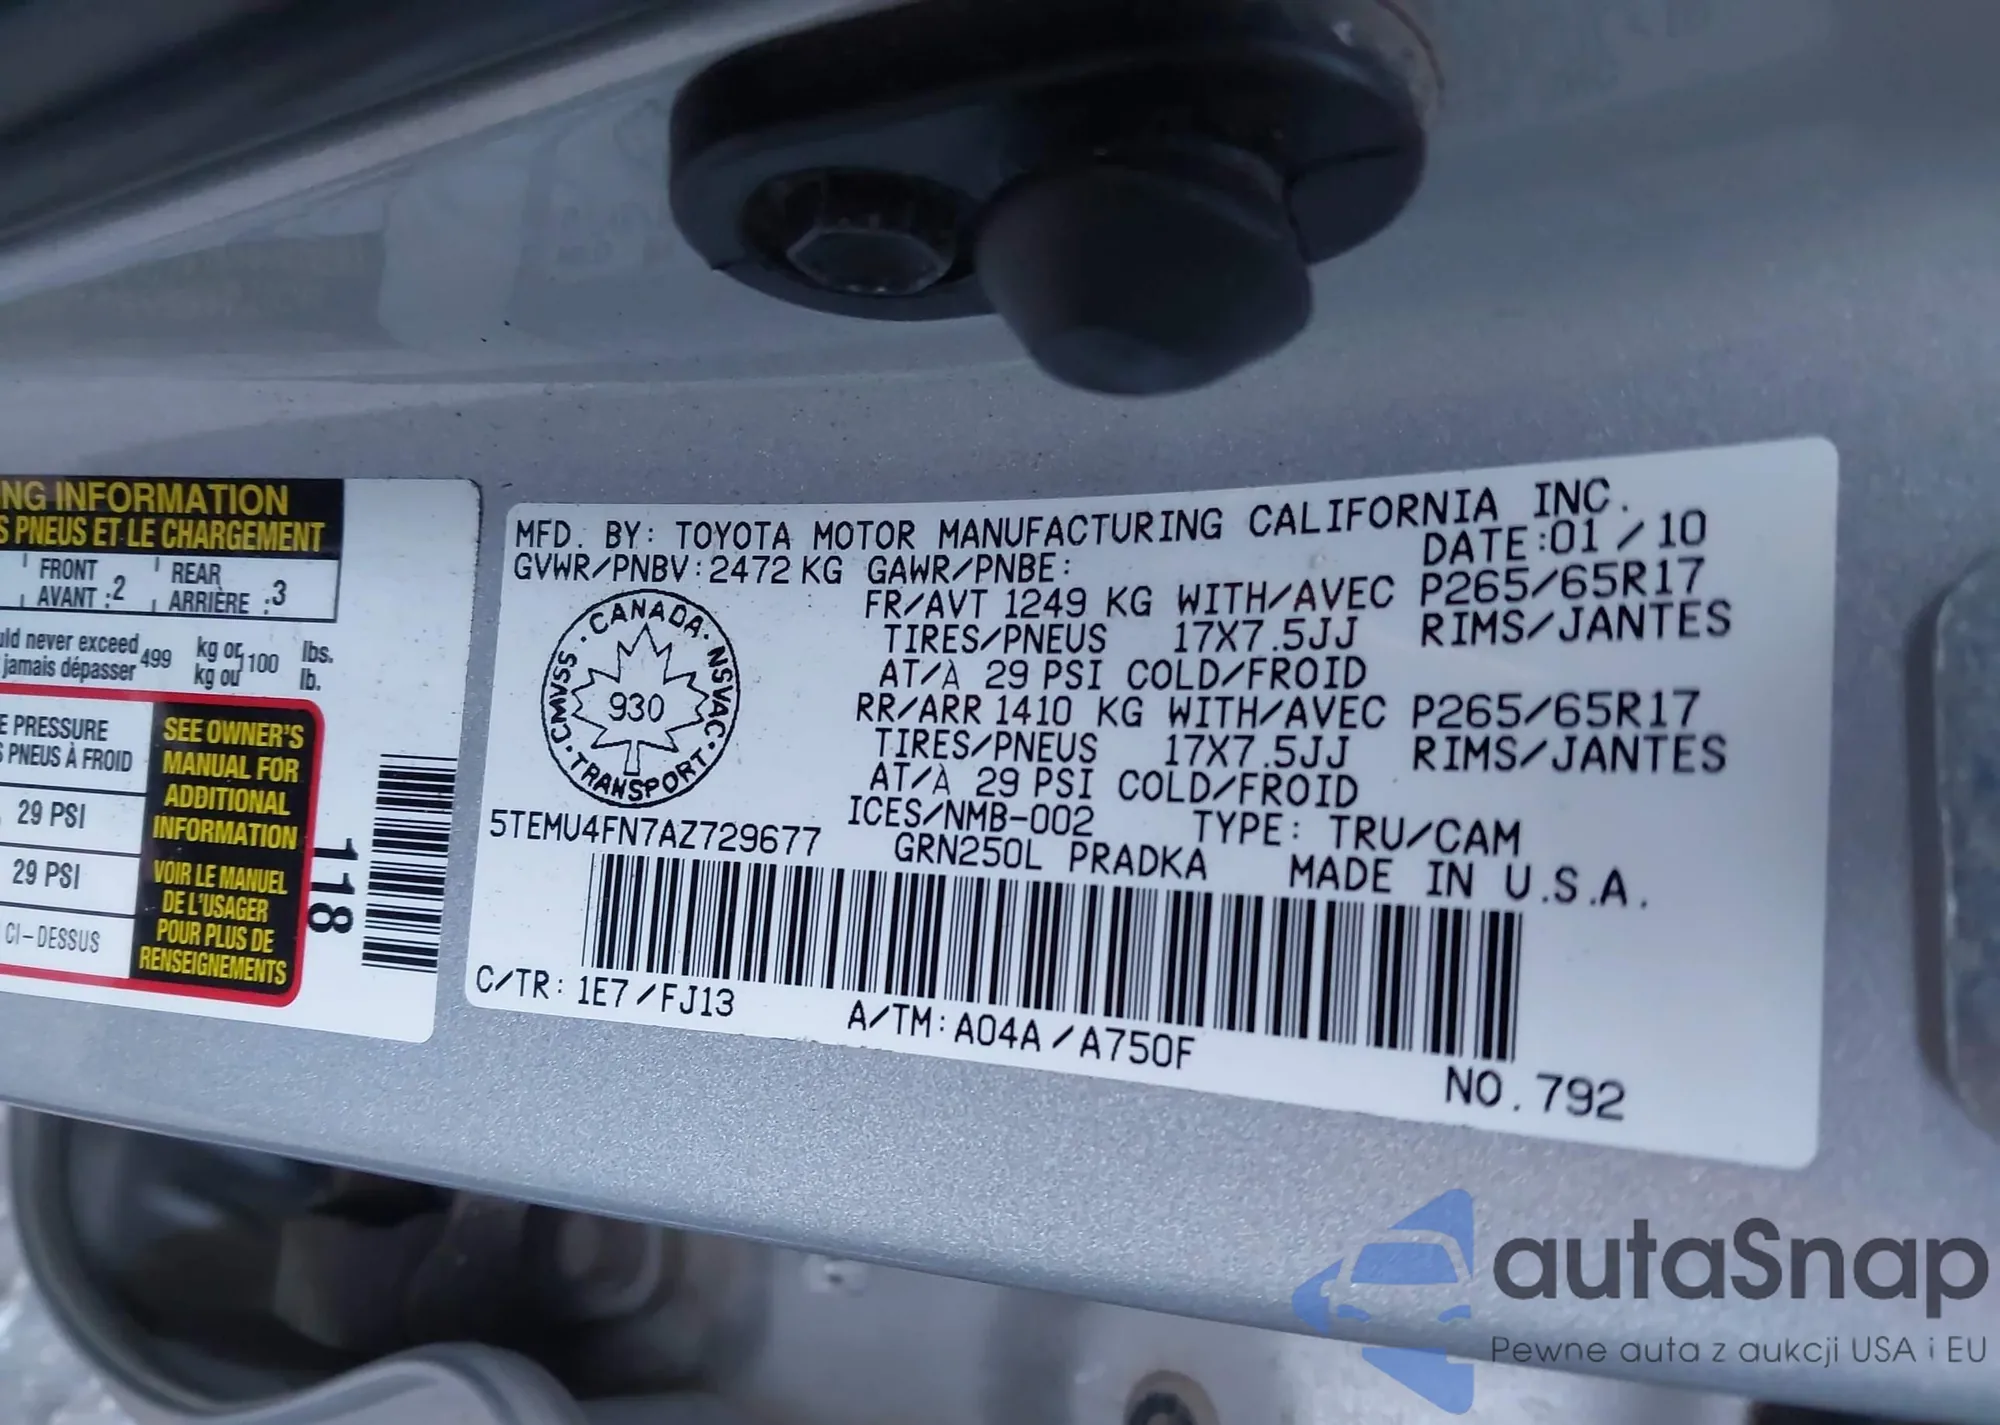 NG INFORMATION
S PNEUS ET LE CHARGEMENT
FRONT
AVANT : 2
REAR
ARRIÈRE : 3
uld never exceed
jamais dépasser
499
kg or
kg ou
1100
lbs.
lb.
E PRESSURE
S PNEUS À FROID
29 PSI
29 PSI
CI-DESSUS
SEE OWNER'S
MANUAL FOR
ADDITIONAL
INFORMATION
VOIR LE MANUEL
DE L'USAGER
POUR PLUS DE
RENSEIGNEMENTS
118
MFD. BY: TOYOTA MOTOR MANUFACTURING CALIFORNIA INC.
DATE:01/10
GVWR/PNBV:2472 KG GAWR/PNBE:
FR/AVT 1249 KG WITH/AVEC P265/65R17
TIRES/PNEUS 17X7.5JJ RIMS/JANTES
AT/À 29 PSI COLD/FROID
RR/ARR 1410 KG WITH/AVEC P265/65R17
TIRES/PNEUS 17X7.5JJ RIMS/JANTES
AT/À 29 PSI COLD/FROID
CANADA · NSVAC · TRANSPORT · CMVSS ·
930
ICES/NMB-002 TYPE: TRU/CAM
5TEMU4FN7AZ729677
GRN250L PRADKA MADE IN U.S.A.
C/TR: 1E7/FJ13 A/TM:A04A/A750F
NO.792
autaSnap
Pewne auta z aukcji USA i EU